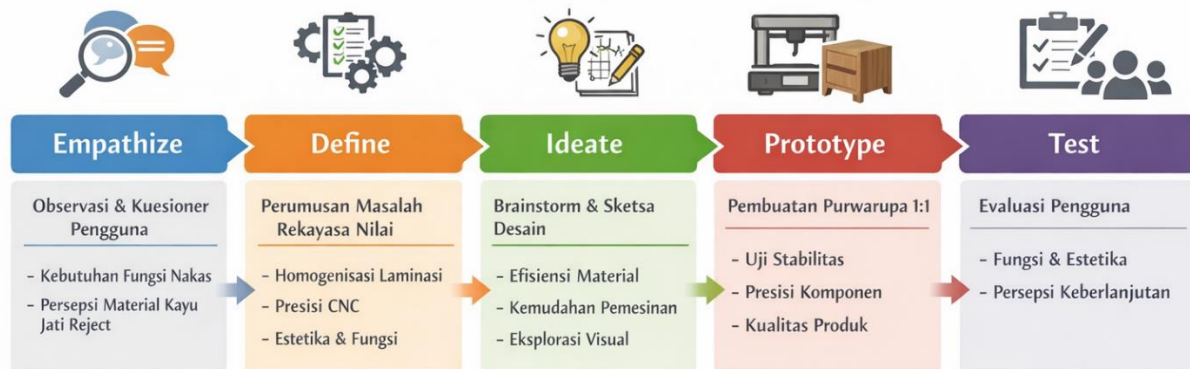 Empathize
Observasi & Kuesioner
Pengguna
- Kebutuhan Fungsi Nakas
- Persepsi Material Kayu
Jati Reject
Define
Perumusan Masalah
Rekayasa Nilai
- Homogenisasi Laminasi
- Presisi CNC
- Estetika & Fungsi
Ideate
Brainstorm & Sketsa
Desain
- Efisiensi Material
- Kemudahan Pemesinan
- Eksplorasi Visual
Prototype
Pembuatan Purwarupa 1:1
- Uji Stabilitas
- Presisi Komponen
- Kualitas Produk
Test
Evaluasi Pengguna
- Fungsi & Estetika
- Persepsi Keberlanjutan